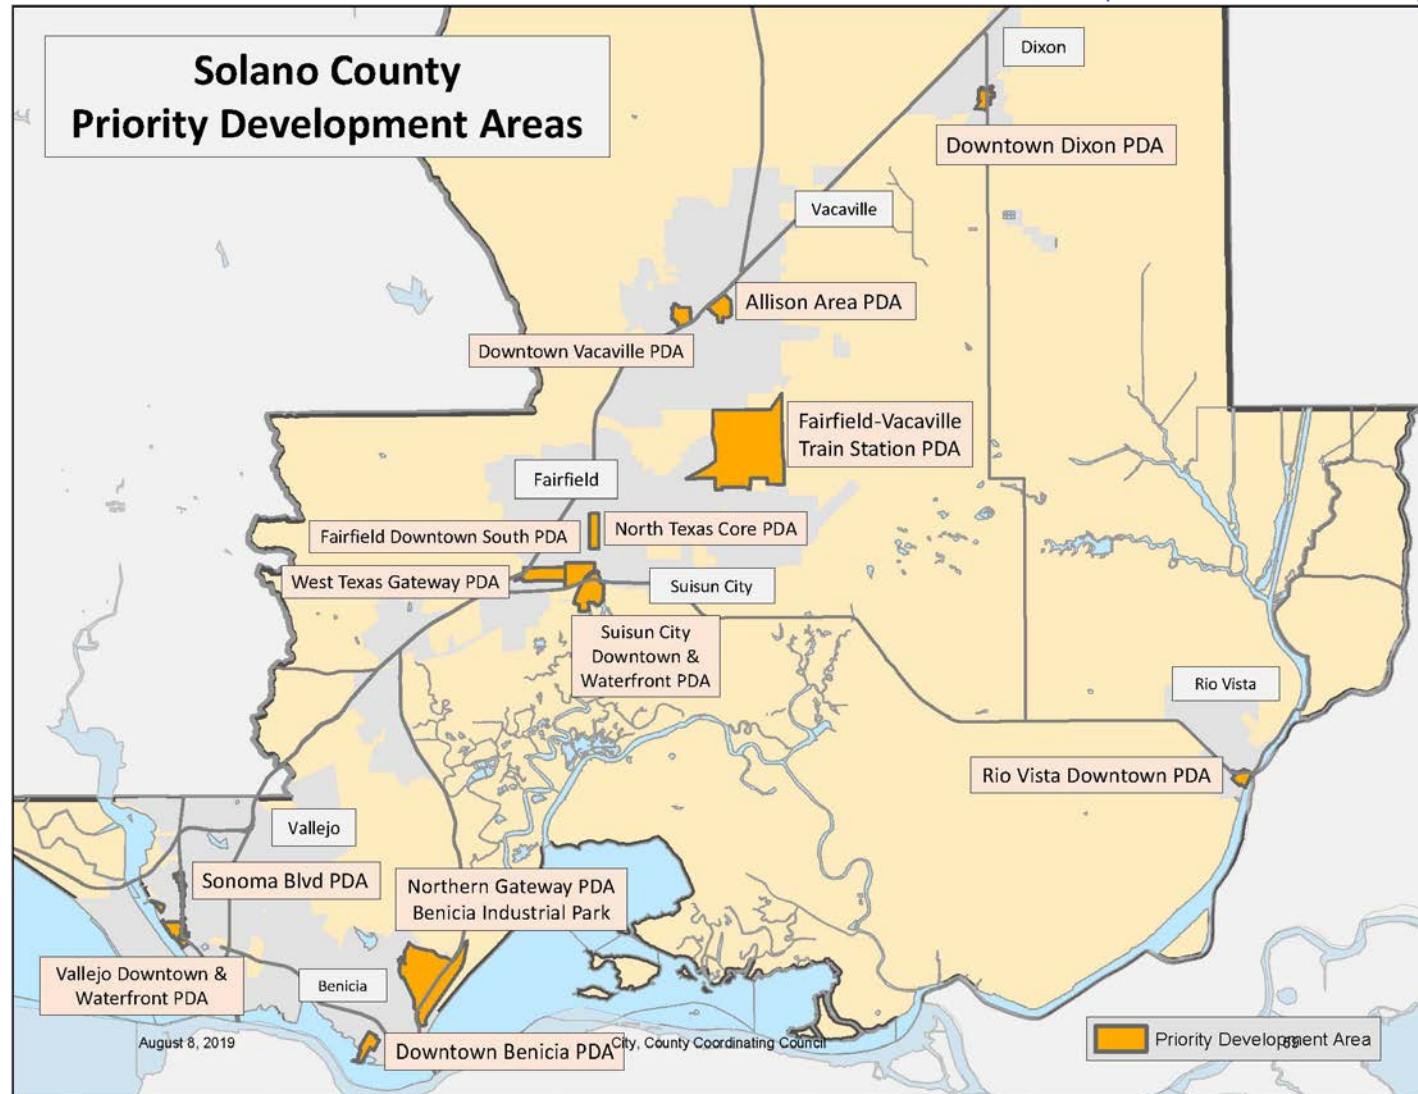 Solano County
Priority Development Areas
Dixon
Downtown Dixon PDA
Vacaville
Allison Area PDA
Downtown Vacaville PDA
Fairfield-Vacaville
Train Station PDA
Fairfield
North Texas Core PDA
Fairfield Downtown South PDA
West Texas Gateway PDA
Suisun City
Suisun City
Downtown &
Waterfront PDA
Rio Vista
Rio Vista Downtown PDA
Vallejo
Sonoma Blvd PDA
Northern Gateway PDA
Benicia Industrial Park
Vallejo Downtown &
Waterfront PDA
Benicia
Downtown Benicia PDA
August 8, 2019
City, County Coordinating Council
Priority Development Area